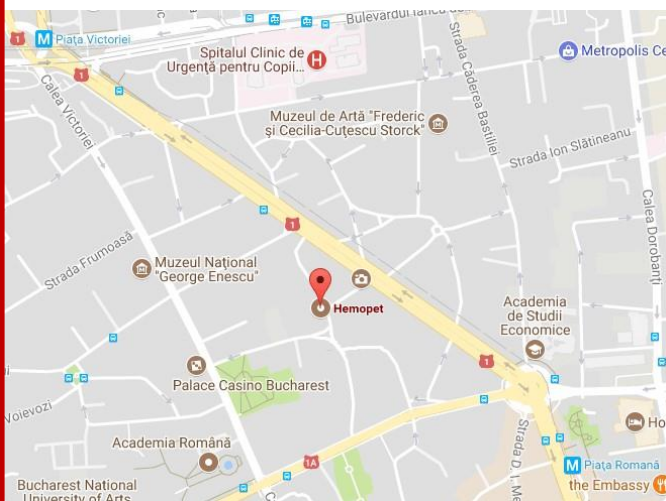 Bulevardul Iancu
1
M Piața Victoriei
1
Spitalul Clinic de
Urgență pentru Copii...
H
Metropolis Ce
Strada Căderea Bastiliei
Calea Victoriei
Muzeul de Artă "Frederic
și Cecilia-Cuțescu Storck"
Strada Ion Slătineanu
Calea Dorobanți
1
Strada Frumoasă
Muzeul Național
"George Enescu"
Hemopet
Academia
de Studii
Economice
1
Palace Casino Bucharest
Voievozi
Academia Română
1A
Strada D. I. Me
Ho
M Piața Romană
the Embassy
Bucharest National
University of Arts